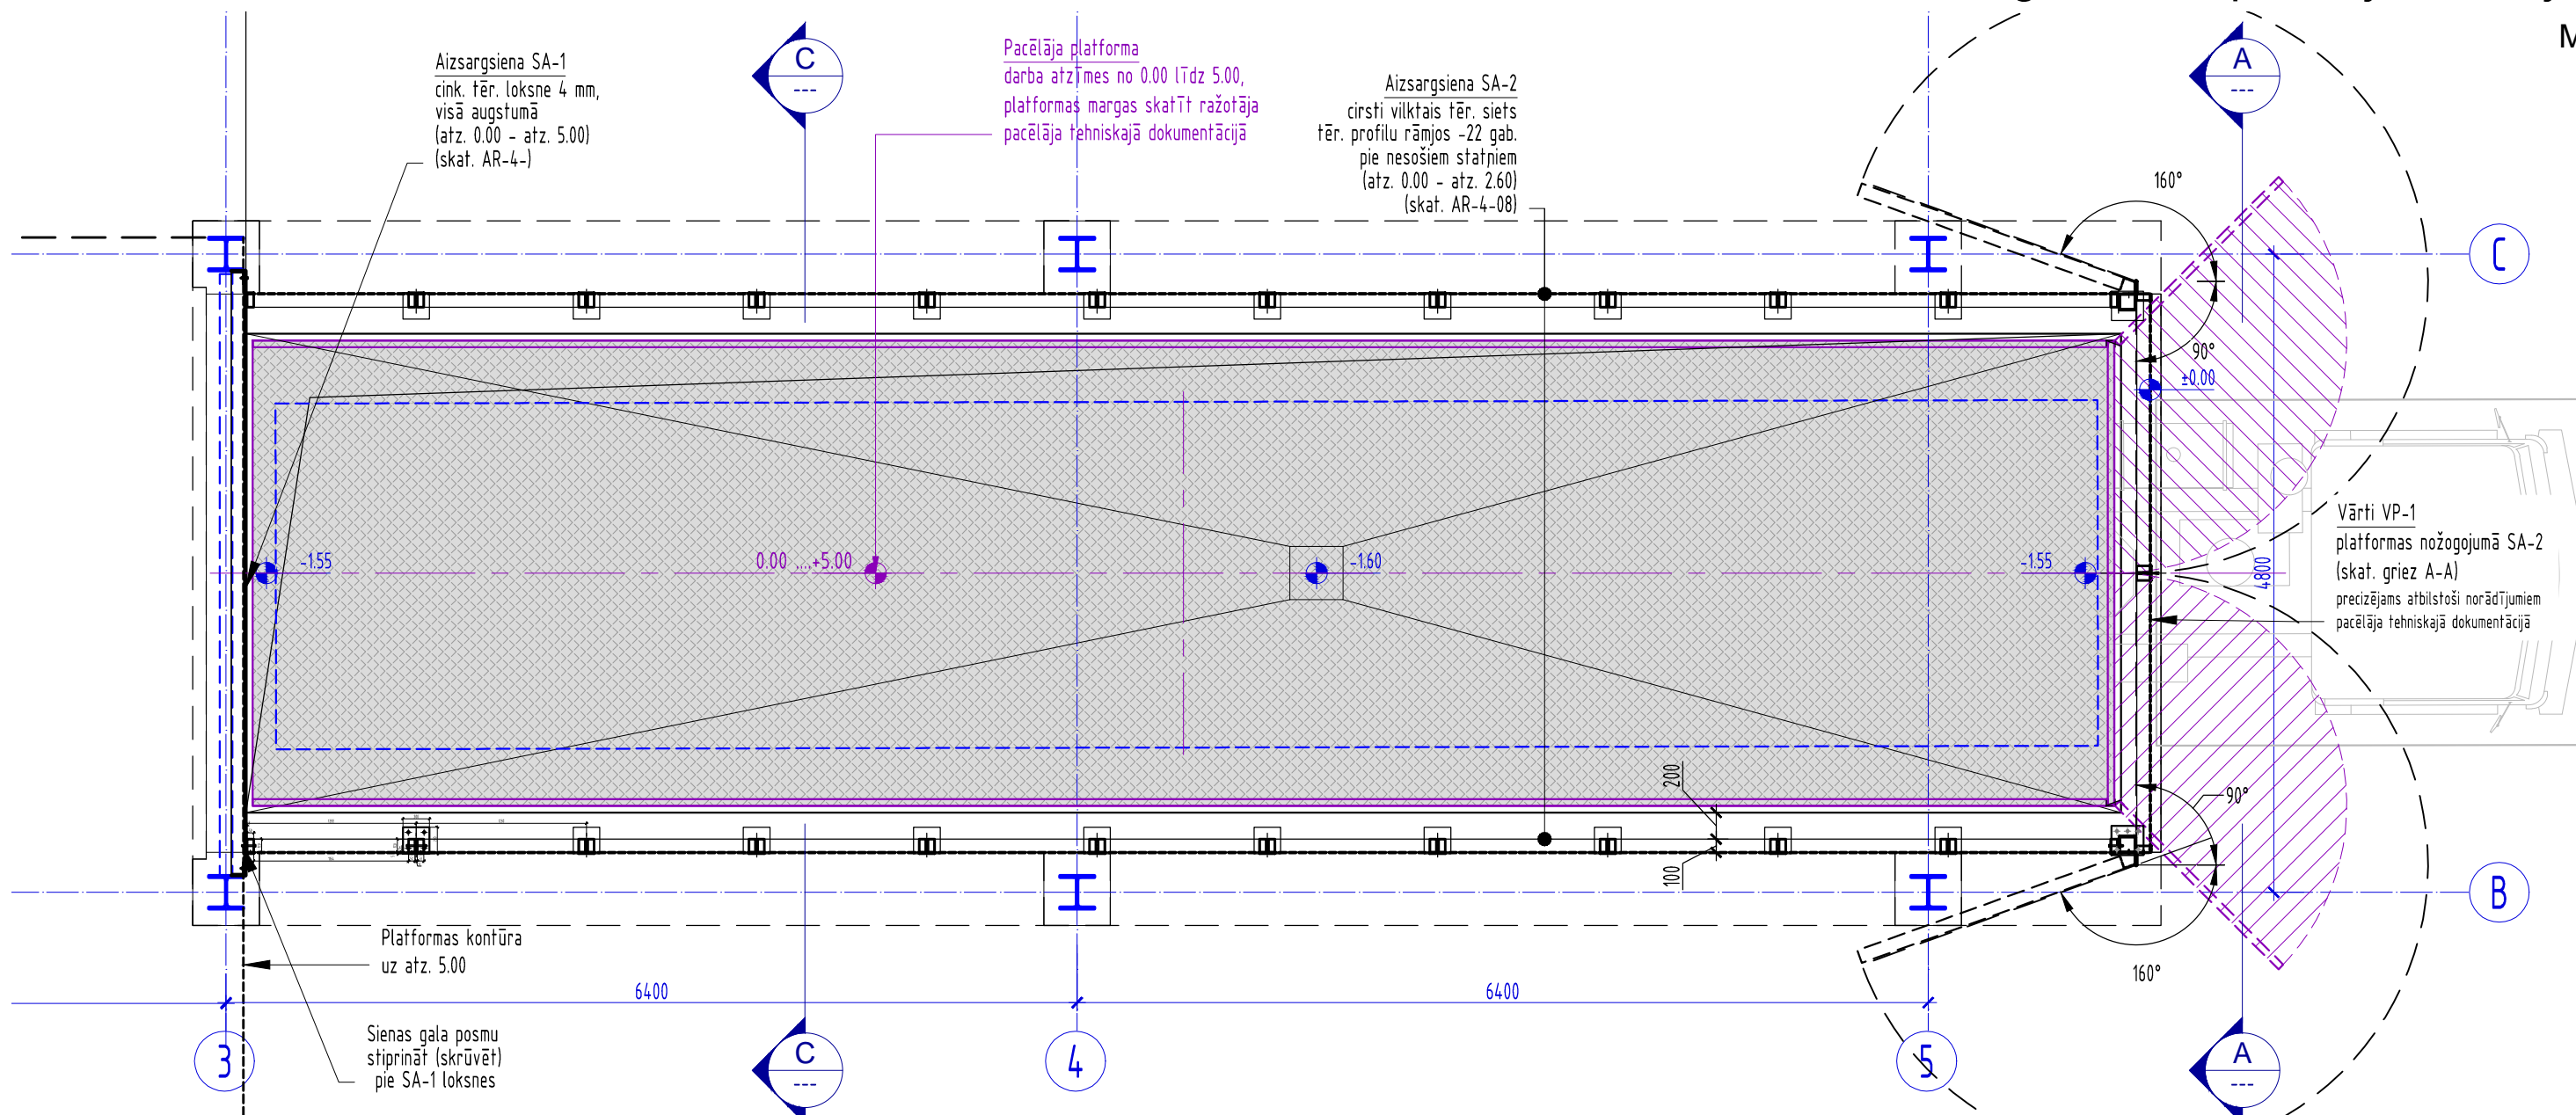 M
Aizsargsiena SA-1
cink. tēr. loksne 4 mm,
visā augstumā
(atz. 0.00 - atz. 5.00)
(skat. AR-4-)
C
---
Pacēlāja platforma
darba atzīmes no 0.00 līdz 5.00,
platformas margas skatīt ražotāja
pacēlāja tehniskajā dokumentācijā
Aizsargsiena SA-2
cirsti vilktais tēr. siets
tēr. profilu rāmjos -22 gab.
pie nesošiem statņiem
(atz. 0.00 - atz. 2.60)
(skat. AR-4-08)
A
---
160°
C
90°
±0.00
-1.55
0.00 ....+5.00
-1.60
-1.55
4800
Vārti VP-1
platformas nožogojumā SA-2
(skat. griez A-A)
precizējams atbilstoši norādījumiem
pacēlāja tehniskajā dokumentācijā
200
100
90°
B
160°
Platformas kontūra
uz atz. 5.00
6400
6400
Sienas gala posmu
stiprināt (skrūvēt)
pie SA-1 loksnes
3
C
---
4
5
A
---